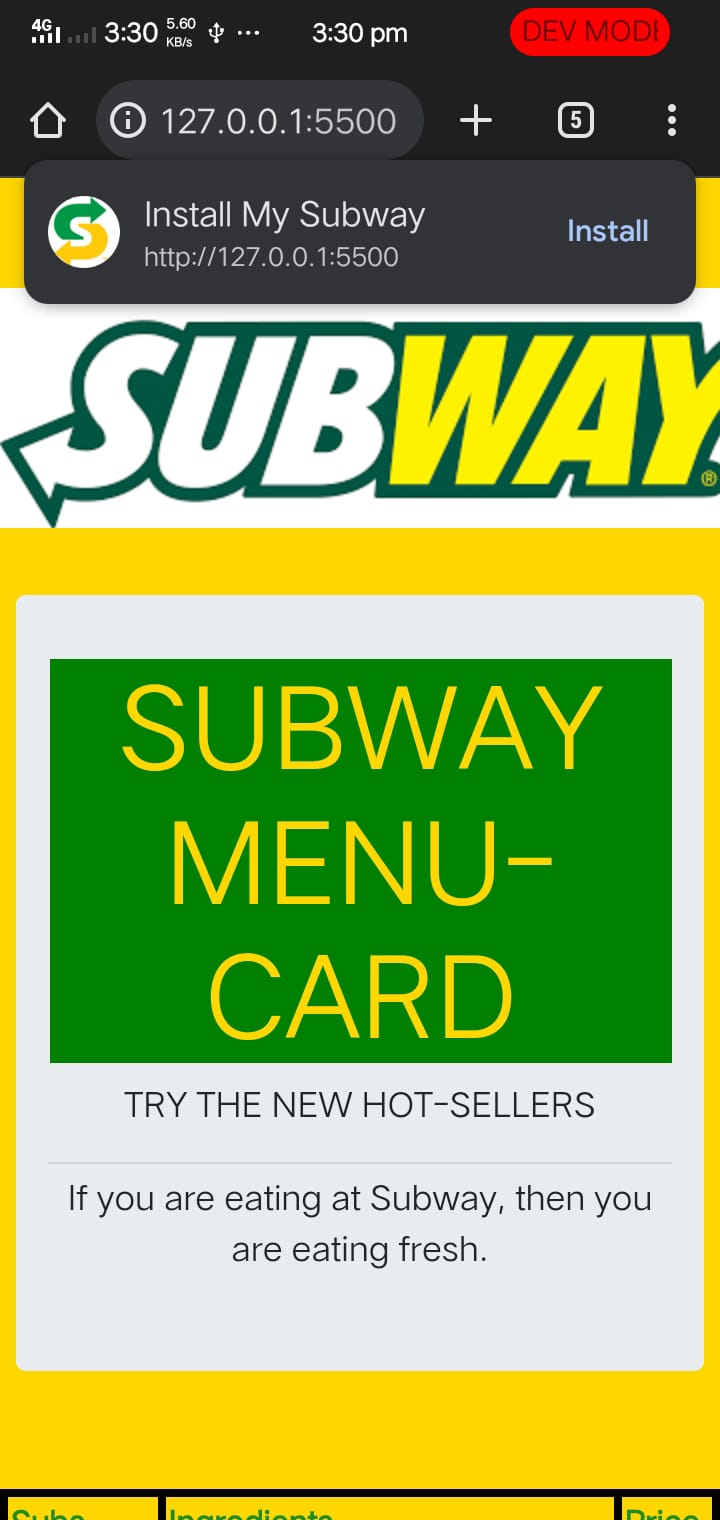 4G 3:30 5.60 KB/s 3:30 pm DEV MODE
127.0.0.1:5500 5
Install My Subway
http://127.0.0.1:5500
Install
SUBWAY®
SUBWAY
MENU-
CARD
TRY THE NEW HOT-SELLERS
If you are eating at Subway, then you
are eating fresh.
Subs Ingredients Price